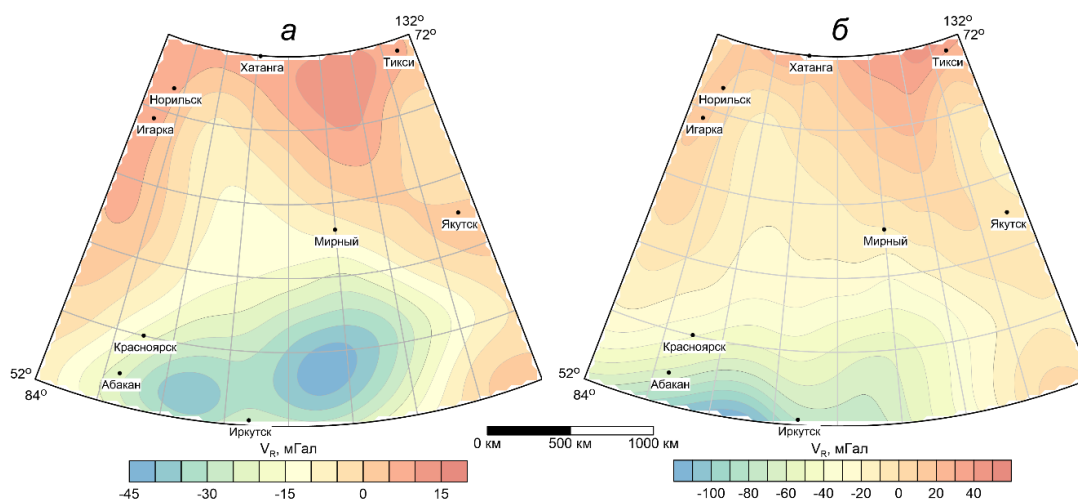 а
132°
72°
Хатанга
Тикси
Норильск
Игарка
Якутск
Мирный
Красноярск
Абакан
52°
84°
Иркутск
V_R, мГал
-45 -30 -15 0 15
0 км 500 км 1000 км
б
132°
72°
Хатанга
Тикси
Норильск
Игарка
Якутск
Мирный
Красноярск
Абакан
52°
84°
Иркутск
V_R, мГал
-100 -80 -60 -40 -20 0 20 40